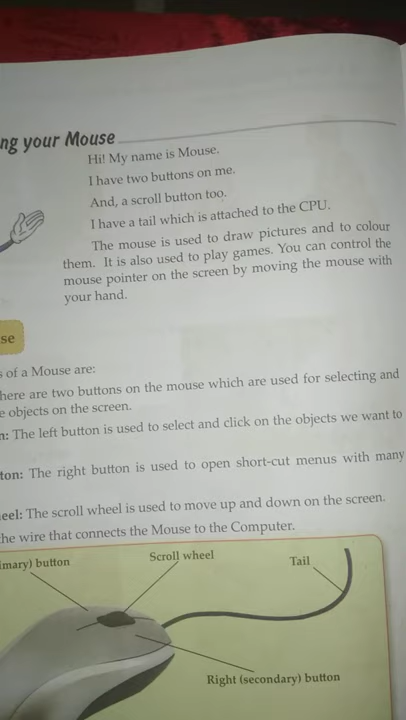 ng your Mouse
Hi! My name is Mouse.
I have two buttons on me.
And, a scroll button too.
I have a tail which is attached to the CPU.
The mouse is used to draw pictures and to colour
them. It is also used to play games. You can control the
mouse pointer on the screen by moving the mouse with
your hand.
se
s of a Mouse are:
here are two buttons on the mouse which are used for selecting and
e objects on the screen.
n: The left button is used to select and click on the objects we want to
ton: The right button is used to open short-cut menus with many
eel: The scroll wheel is used to move up and down on the screen.
the wire that connects the Mouse to the Computer.
imary) button
Scroll wheel
Tail
Right (secondary) button